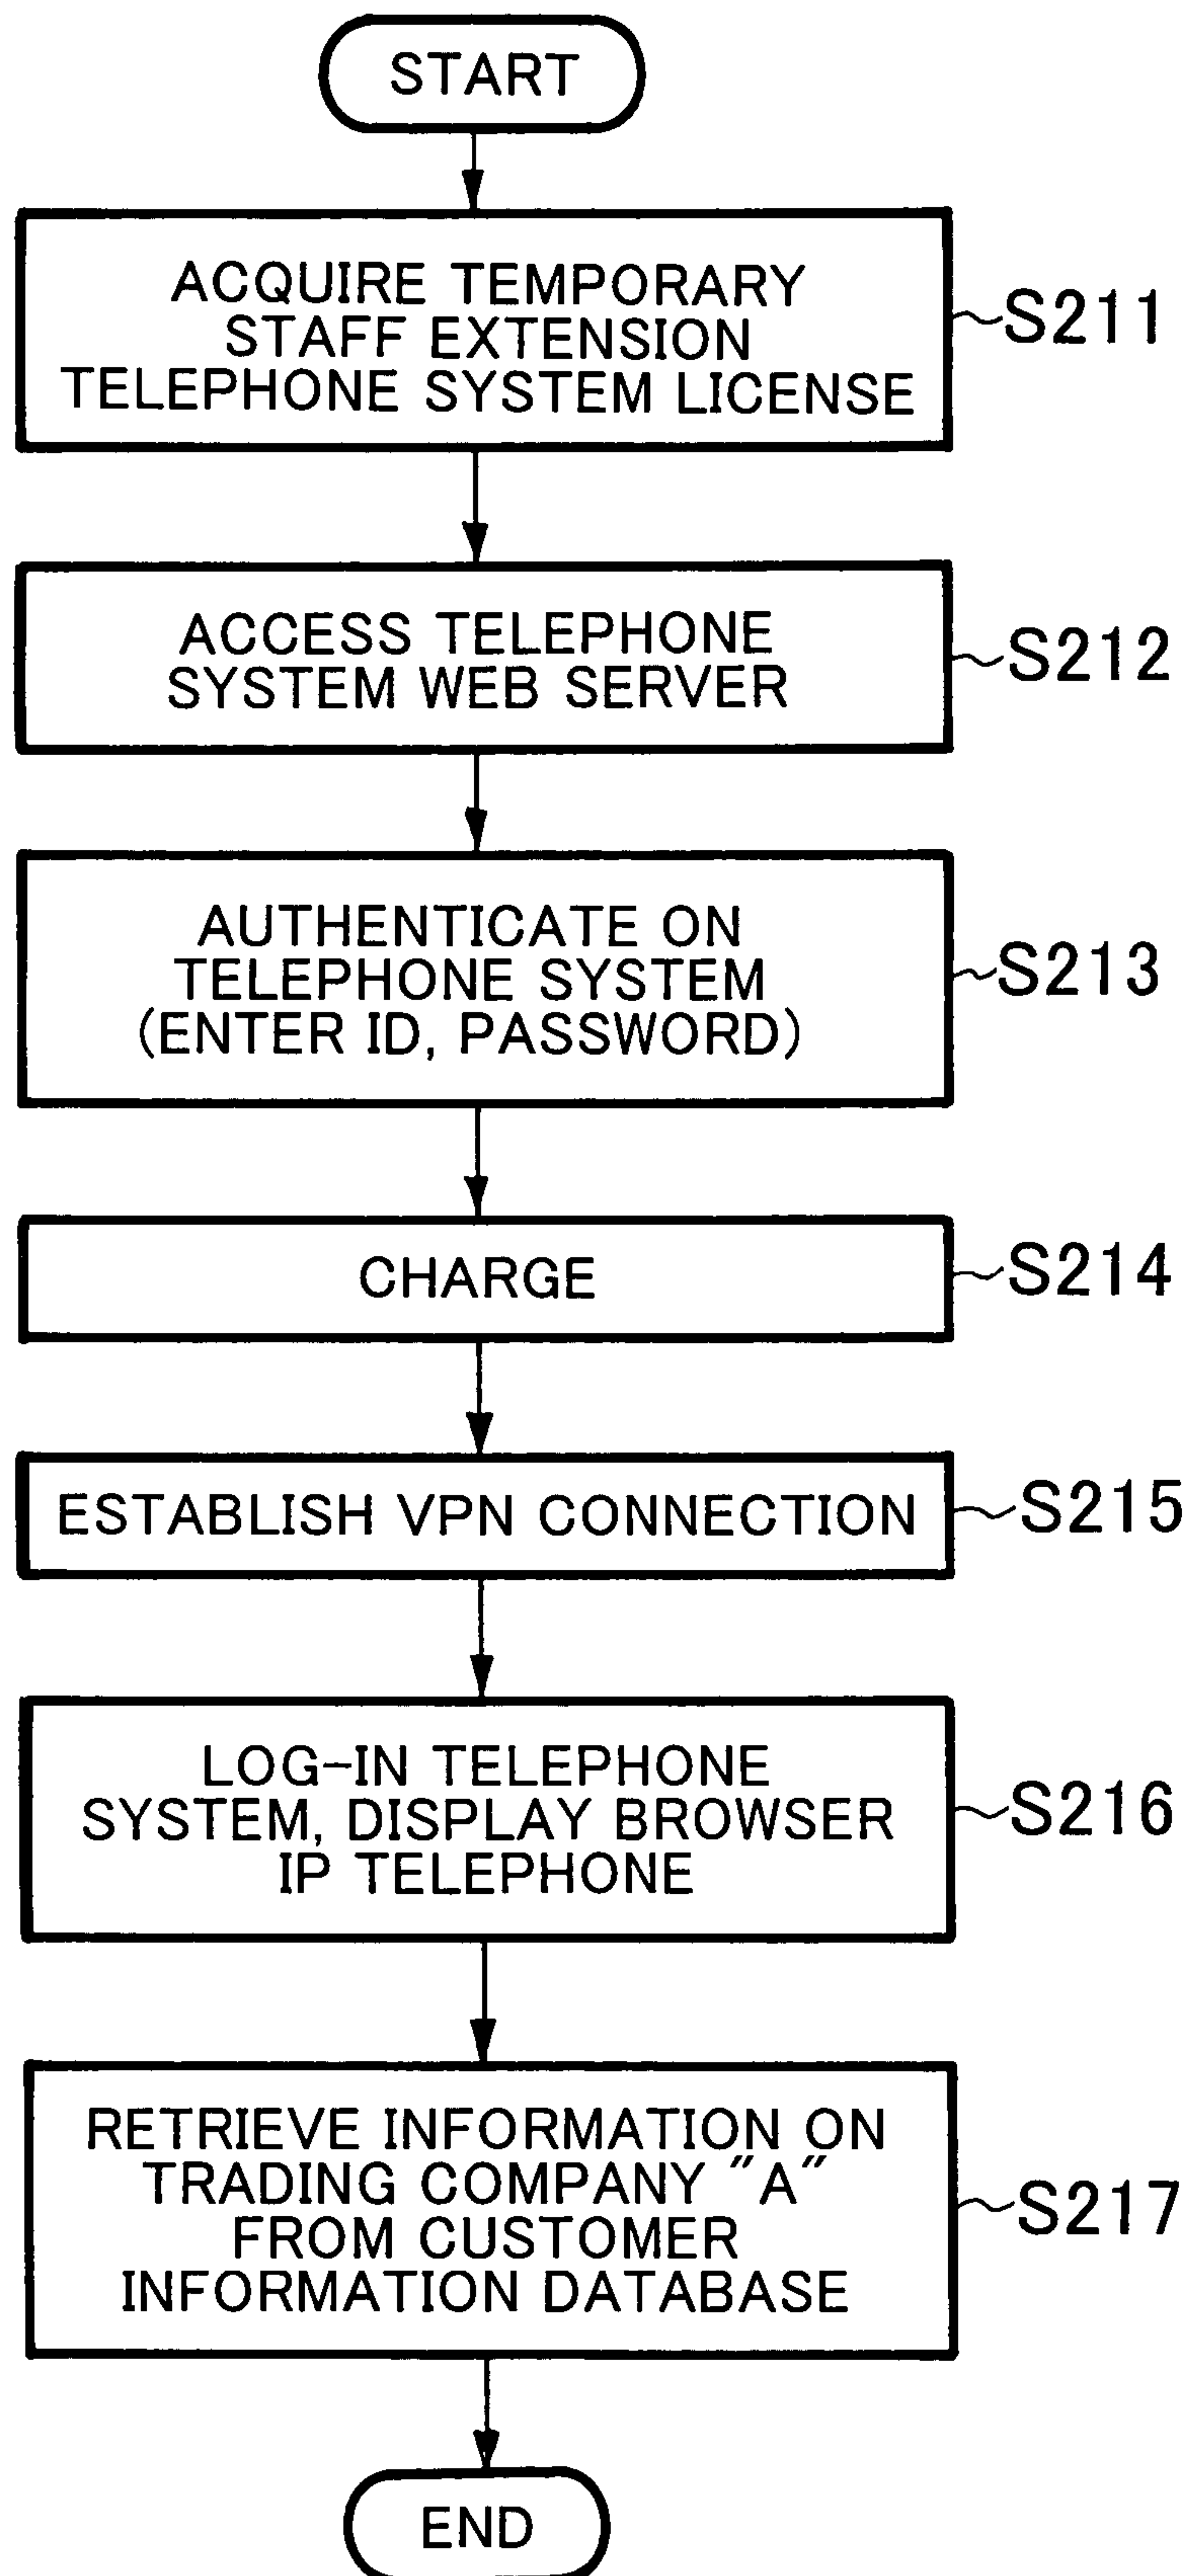 START
ACQUIRE TEMPORARY
STAFF EXTENSION
TELEPHONE SYSTEM LICENSE
S211
ACCESS TELEPHONE
SYSTEM WEB SERVER
S212
AUTHENTICATE ON
TELEPHONE SYSTEM
(ENTER ID, PASSWORD)
S213
CHARGE
S214
ESTABLISH VPN CONNECTION
S215
LOG-IN TELEPHONE
SYSTEM, DISPLAY BROWSER
IP TELEPHONE
S216
RETRIEVE INFORMATION ON
TRADING COMPANY "A"
FROM CUSTOMER
INFORMATION DATABASE
S217
END